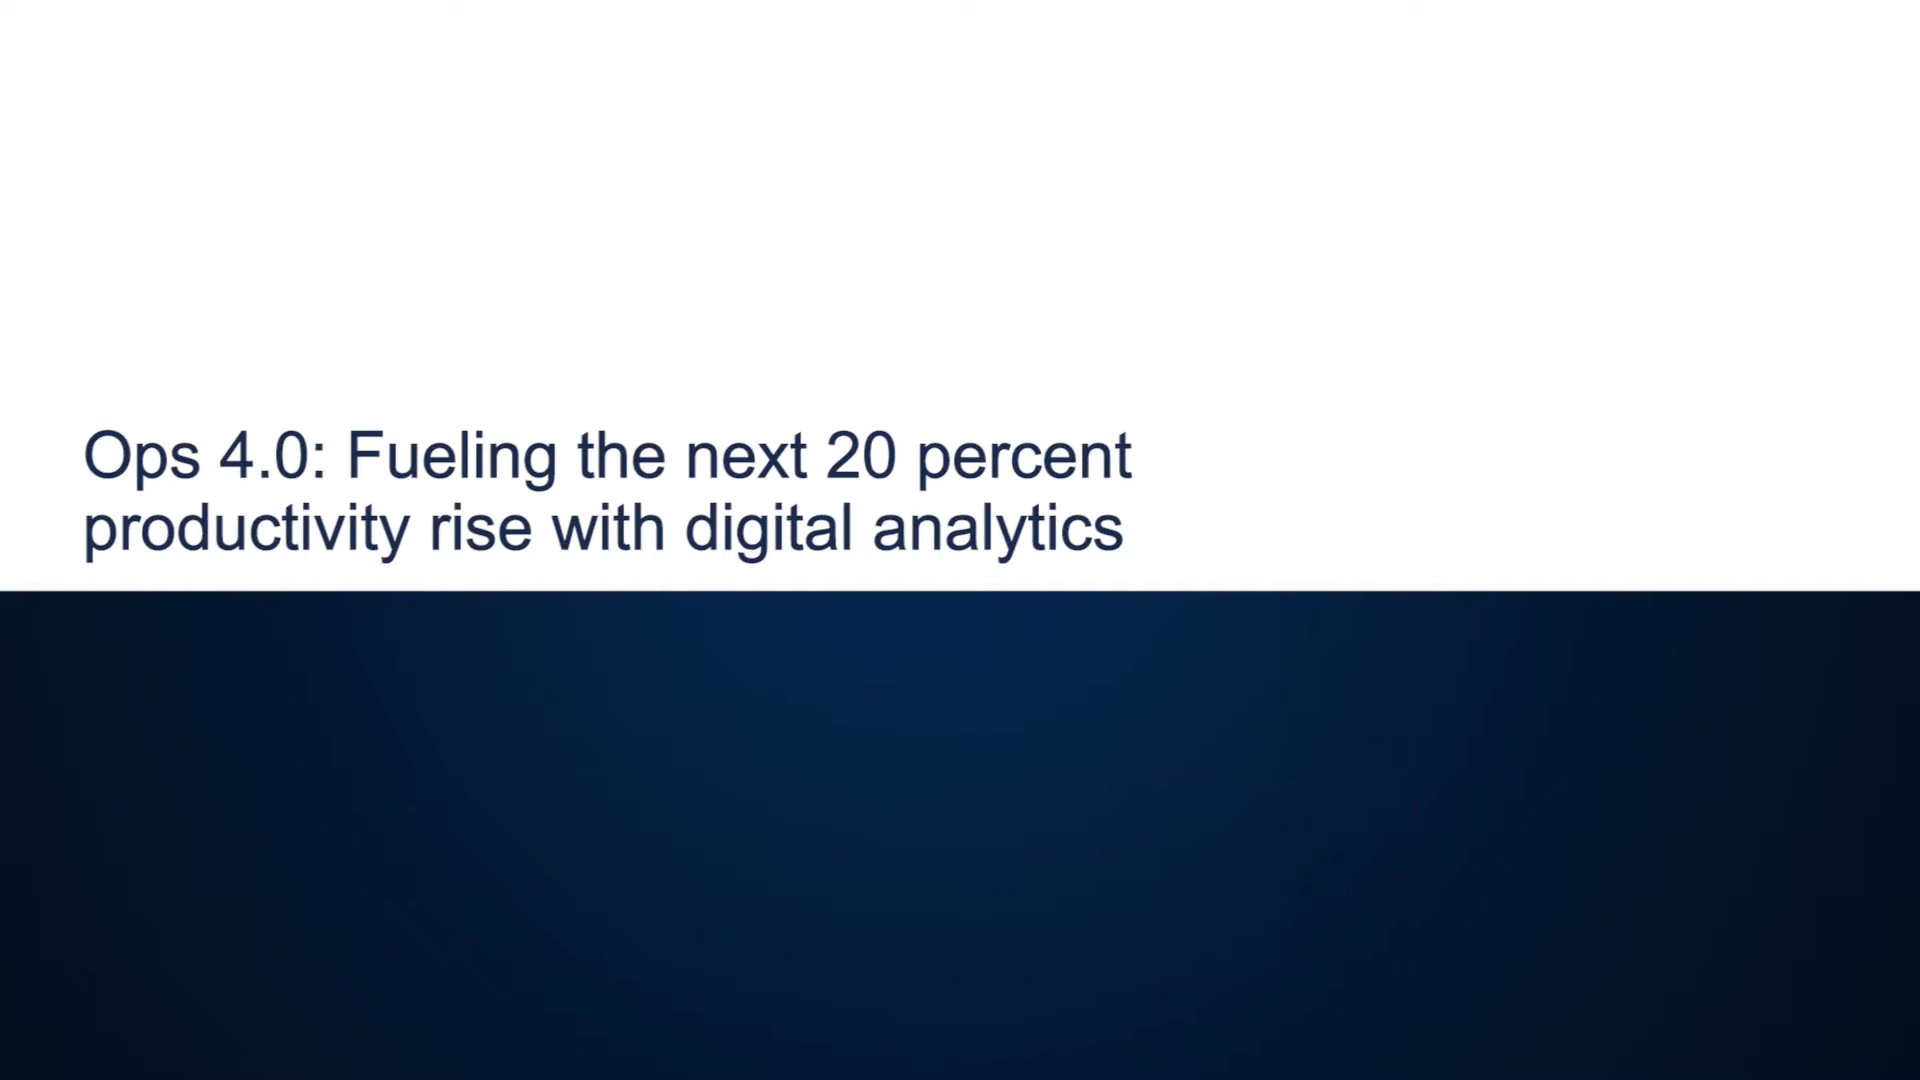 Ops 4.0: Fueling the next 20 percent
productivity rise with digital analytics